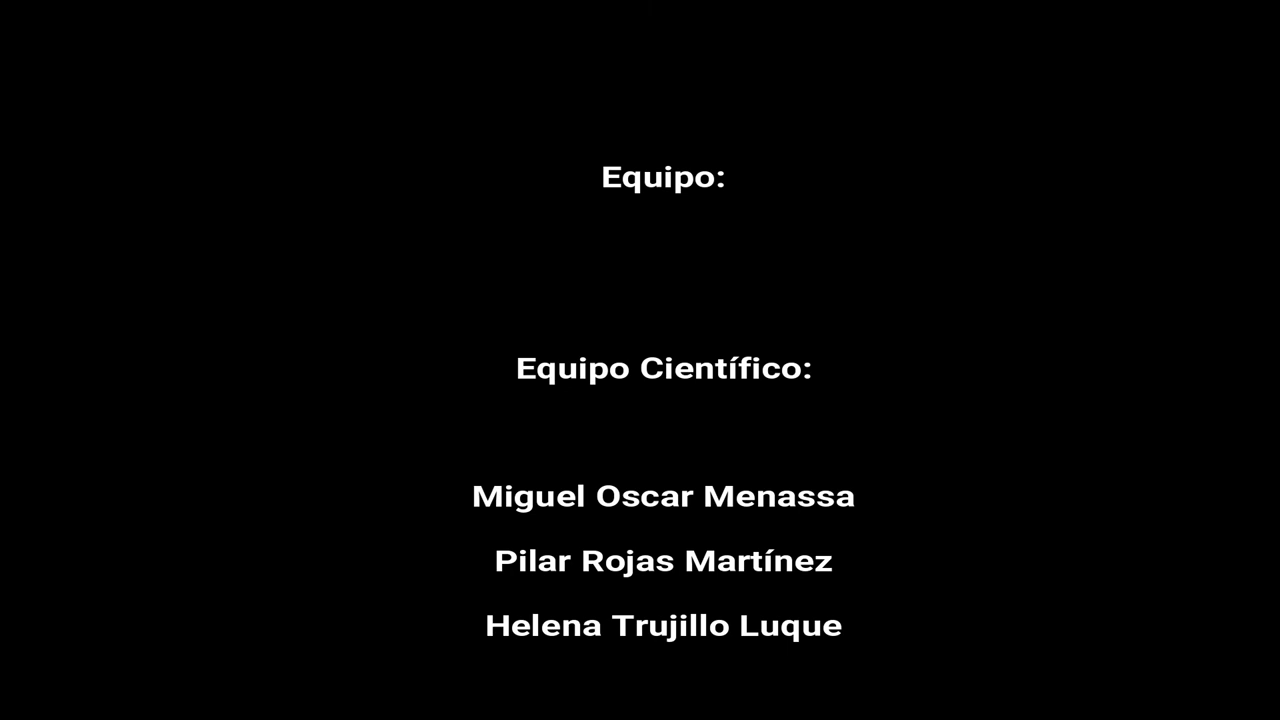 Equipo:
Equipo Científico:
Miguel Oscar Menassa
Pilar Rojas Martínez
Helena Trujillo Luque